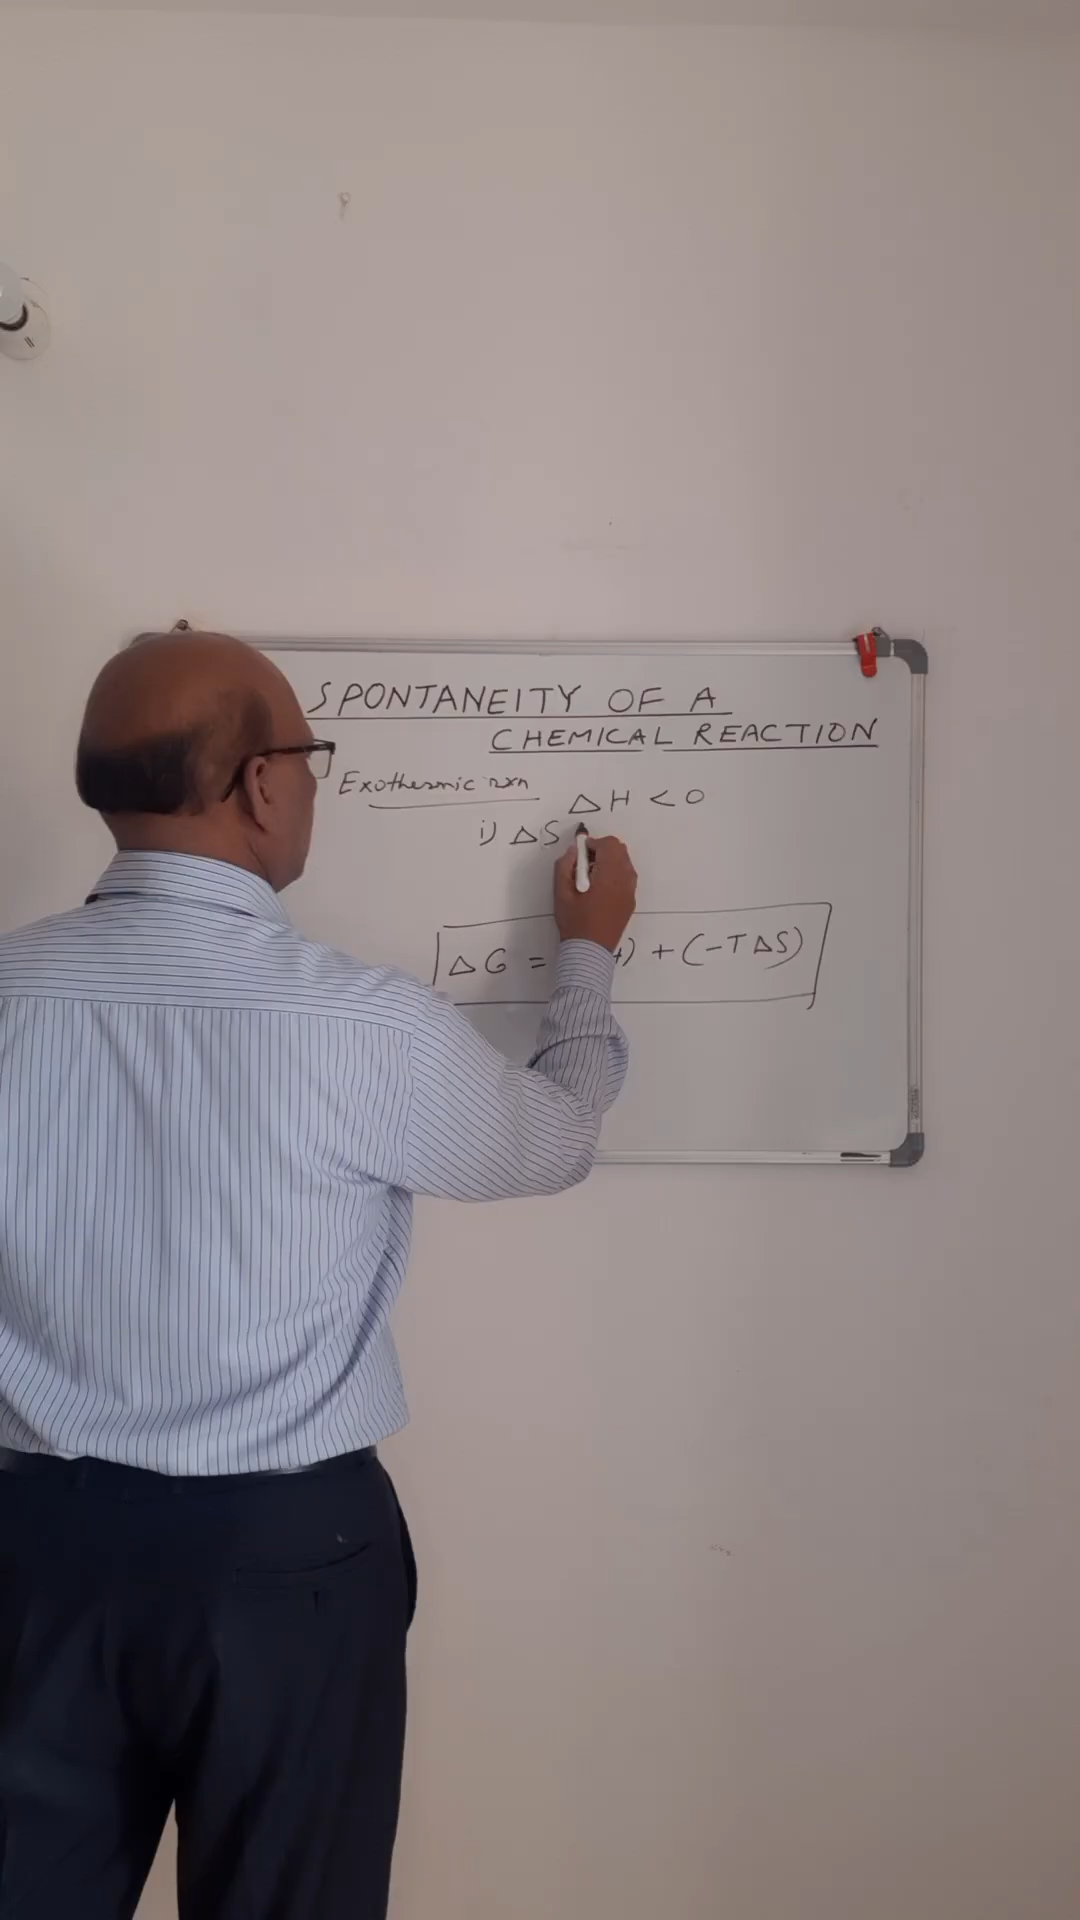 SPONTANEITY OF A
CHEMICAL REACTION
Exothermic rxn
ΔH < 0
i) ΔS
ΔG = H) + (-TΔS)